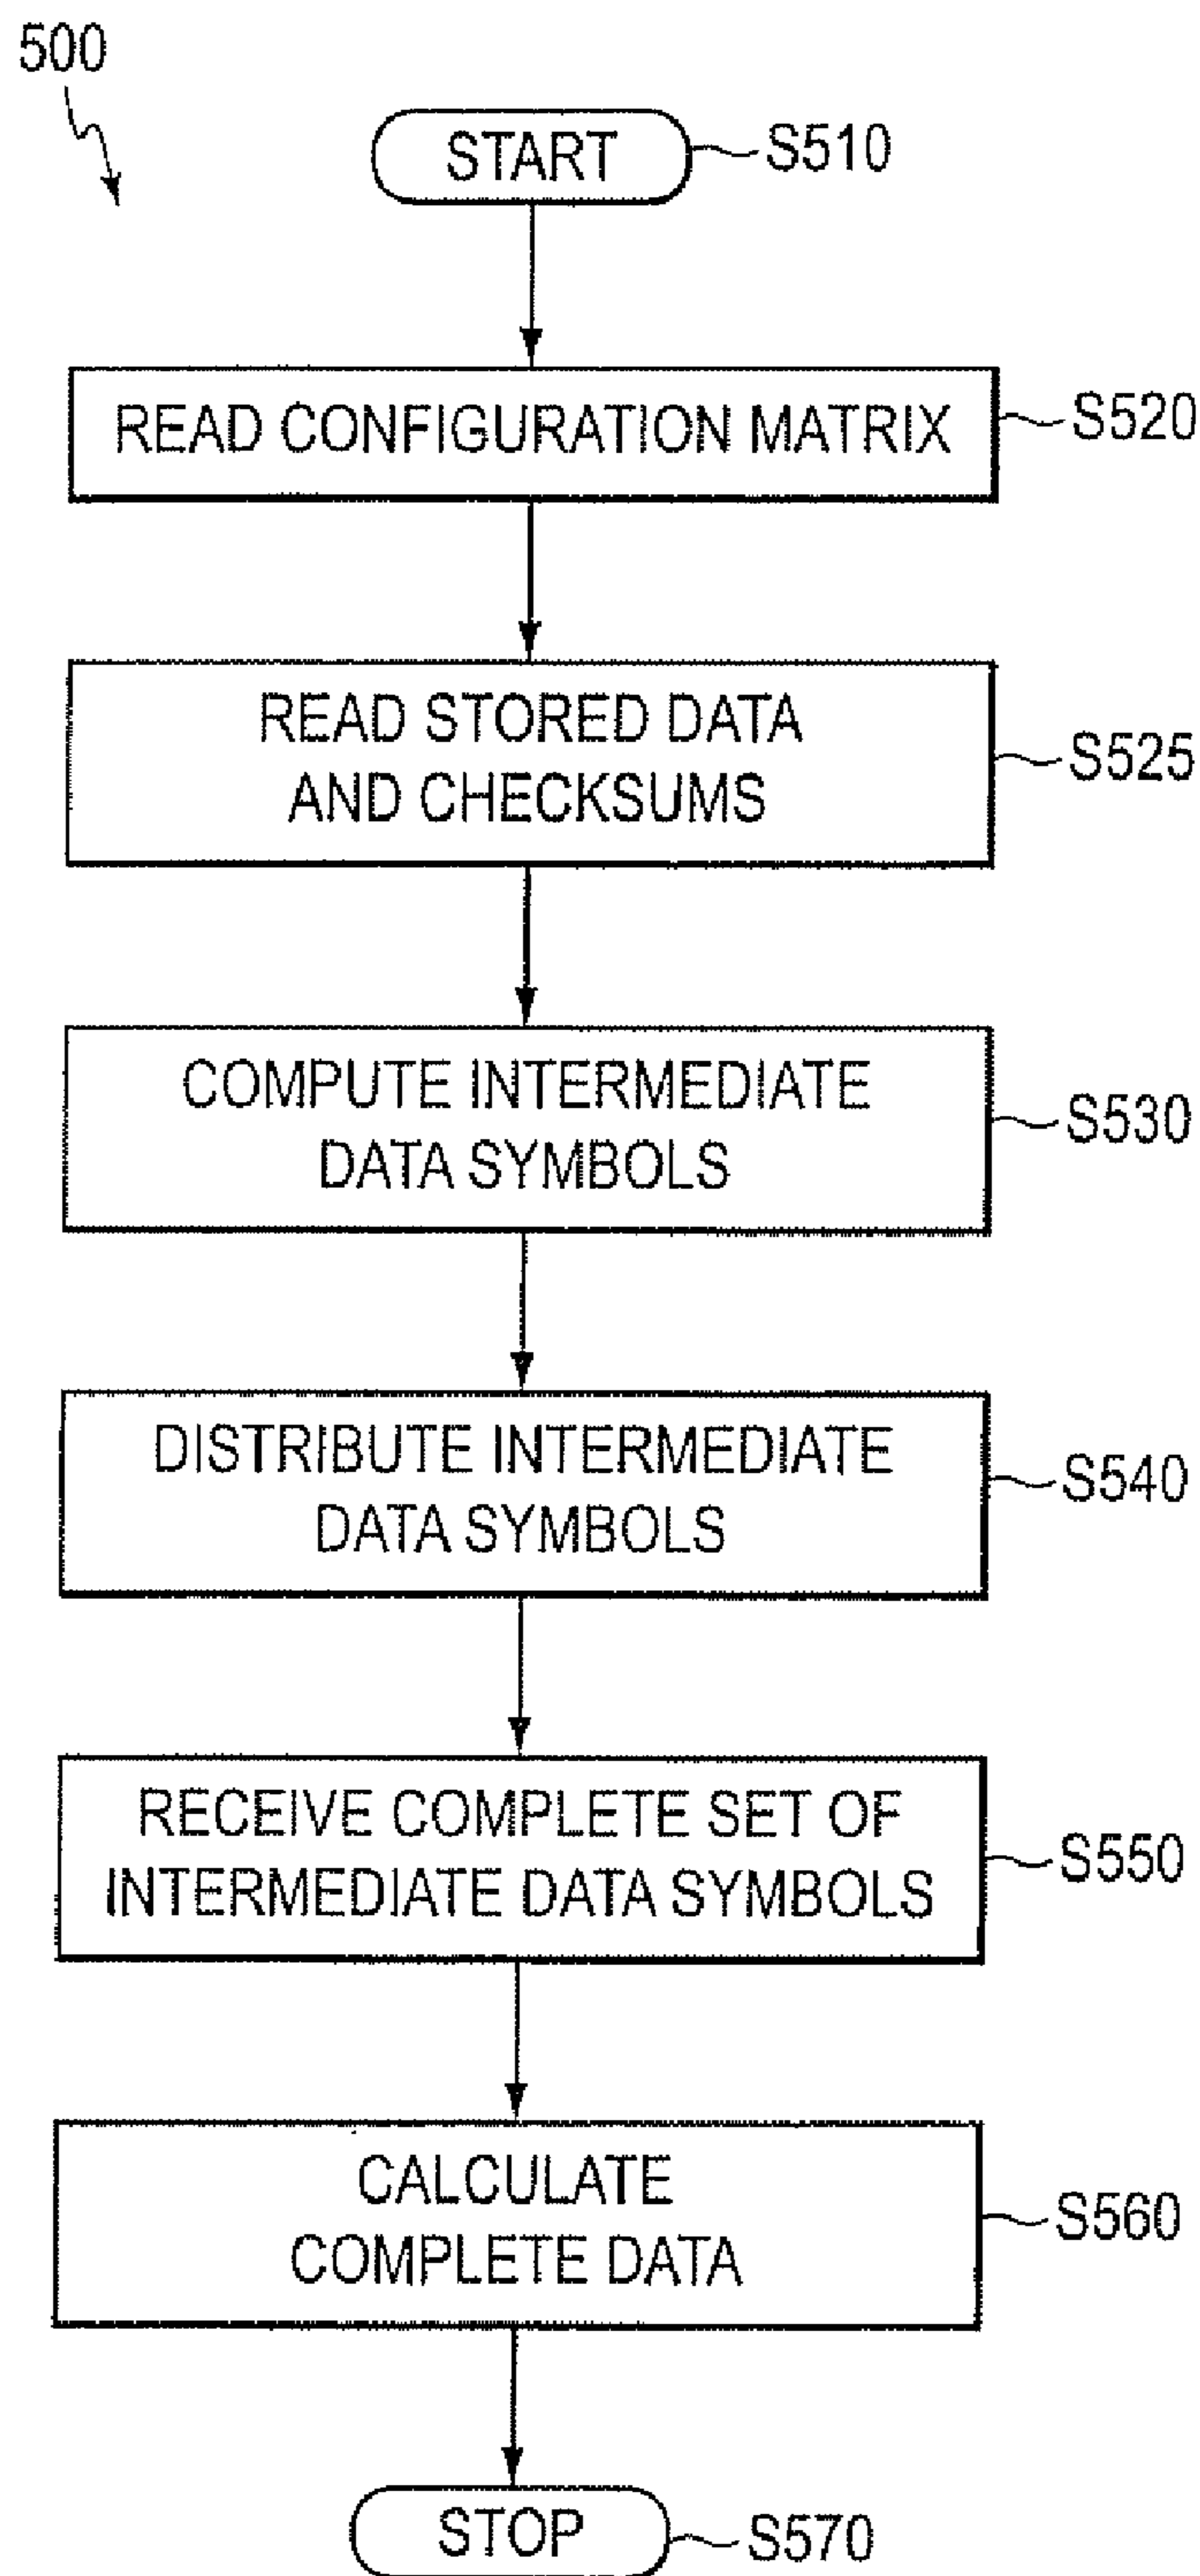 500
START
S510
READ CONFIGURATION MATRIX
S520
READ STORED DATA
AND CHECKSUMS
S525
COMPUTE INTERMEDIATE
DATA SYMBOLS
S530
DISTRIBUTE INTERMEDIATE
DATA SYMBOLS
S540
RECEIVE COMPLETE SET OF
INTERMEDIATE DATA SYMBOLS
S550
CALCULATE
COMPLETE DATA
S560
STOP
S570